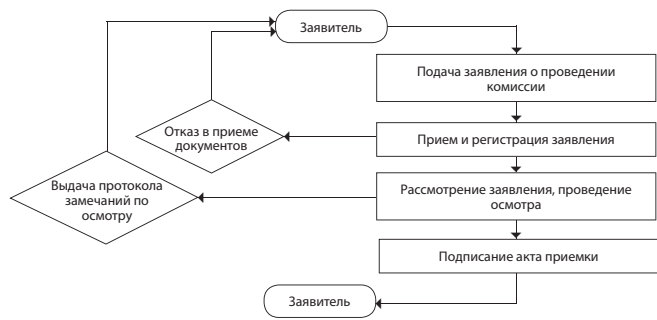 Заявитель
Подача заявления о проведении
комиссии
Отказ в приеме
документов
Прием и регистрация заявления
Выдача протокола
замечаний по
осмотру
Рассмотрение заявления, проведение
осмотра
Подписание акта приемки
Заявитель